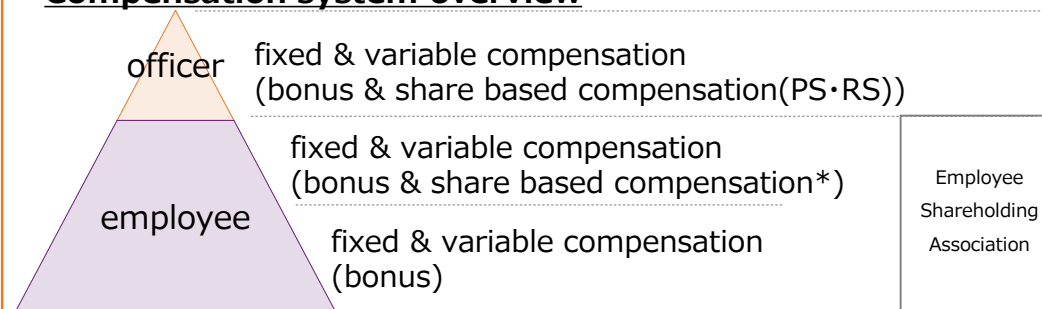 Compensation system overview
officer
fixed & variable compensation
(bonus & share based compensation(PS・RS))
fixed & variable compensation
(bonus & share based compensation*)
employee
fixed & variable compensation
(bonus)
Employee
Shareholding
Association